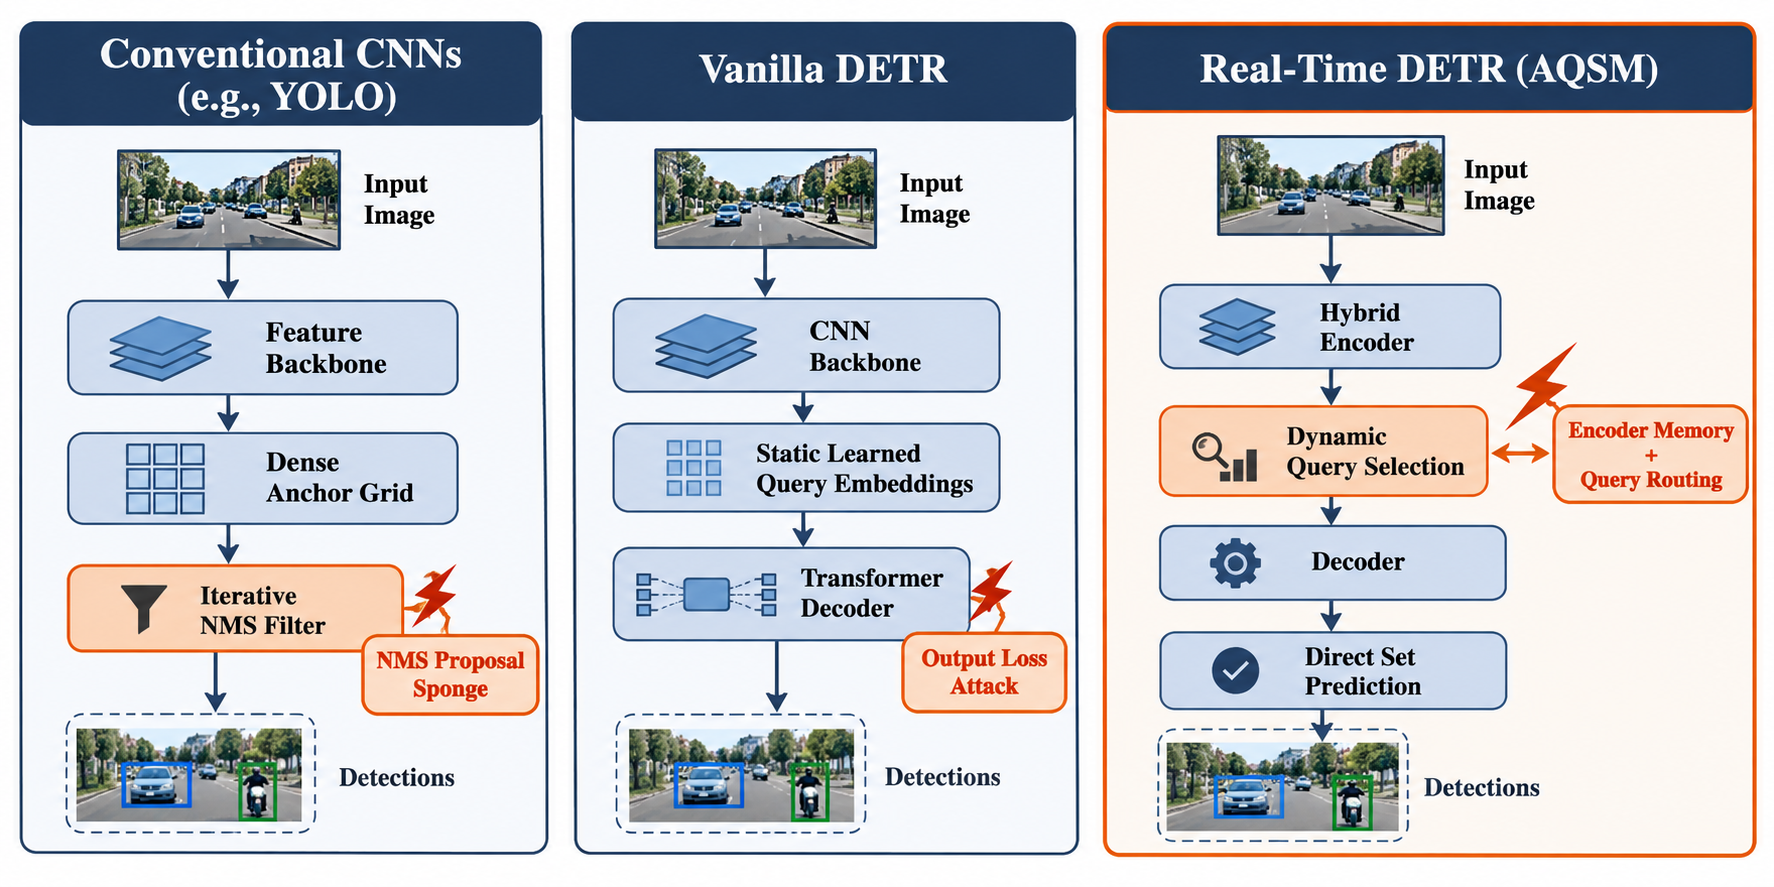 Conventional CNNs
(e.g., YOLO)
Input
Image
Feature
Backbone
Dense
Anchor Grid
Iterative
NMS Filter
NMS Proposal
Sponge
Detections
Vanilla DETR
Input
Image
CNN
Backbone
Static Learned
Query Embeddings
Transformer
Decoder
Output Loss
Attack
Detections
Real-Time DETR (AQSM)
Input
Image
Hybrid
Encoder
Dynamic
Query Selection
Encoder Memory
+
Query Routing
Decoder
Direct Set
Prediction
Detections